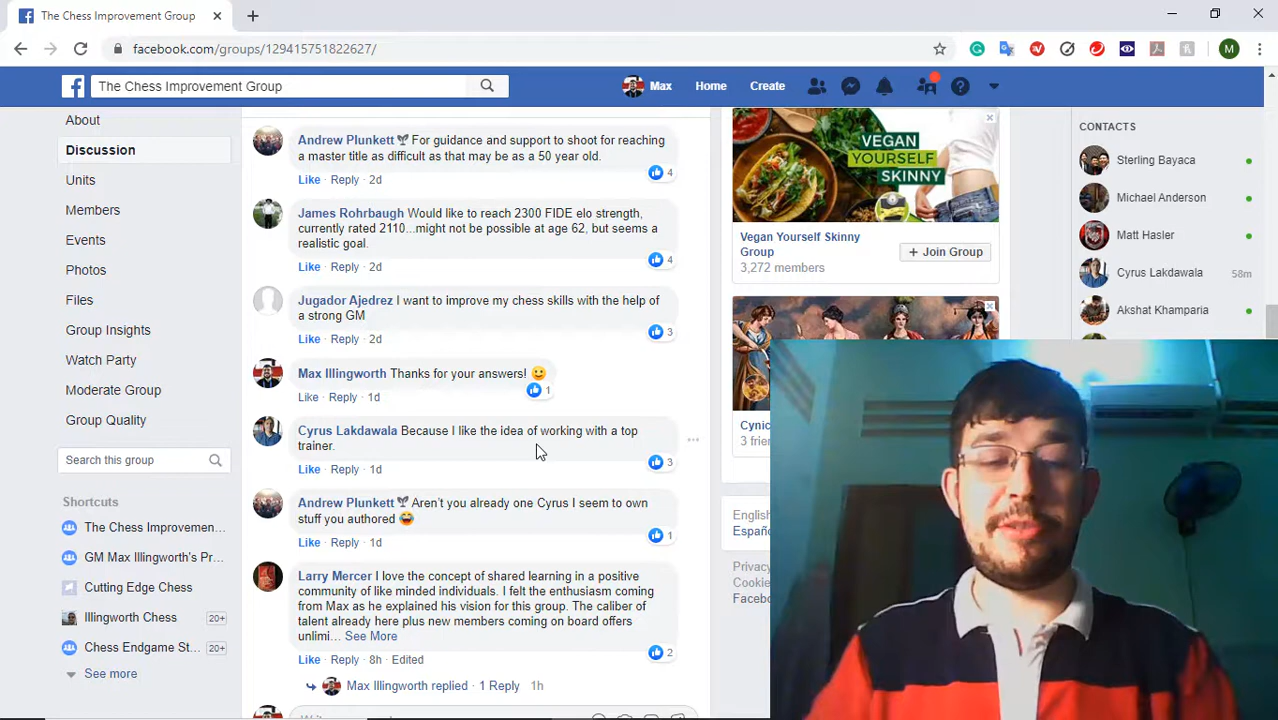 The Chess Improvement Group
facebook.com/groups/129415751822627/
M
The Chess Improvement Group
Max
Home
Create
About
Discussion
Units
Members
Events
Photos
Files
Group Insights
Watch Party
Moderate Group
Group Quality
Search this group
Shortcuts
The Chess Improvemen...
GM Max Illingworth's Pr...
Cutting Edge Chess
Illingworth Chess 20+
Chess Endgame St... 20+
See more
Andrew Plunkett For guidance and support to shoot for reaching
a master title as difficult as that may be as a 50 year old.
4
Like · Reply · 2d
James Rohrbaugh Would like to reach 2300 FIDE elo strength,
currently rated 2110...might not be possible at age 62, but seems a
realistic goal.
4
Like · Reply · 2d
Jugador Ajedrez I want to improve my chess skills with the help of
a strong GM
3
Like · Reply · 2d
Max Illingworth Thanks for your answers!
1
Like · Reply · 1d
Cyrus Lakdawala Because I like the idea of working with a top
trainer.
3
Like · Reply · 1d
Andrew Plunkett Aren't you already one Cyrus I seem to own
stuff you authored
1
Like · Reply · 1d
Larry Mercer I love the concept of shared learning in a positive
community of like minded individuals. I felt the enthusiasm coming
from Max as he explained his vision for this group. The caliber of
talent already here plus new members coming on board offers
unlimi... See More
2
Like · Reply · 8h · Edited
Max Illingworth replied · 1 Reply 1h
VEGAN
YOURSELF
SKINNY
Vegan Yourself Skinny
Group
+ Join Group
3,272 members
Cynic
3 friend
English
Españo
Privacy
Cookie
Facebo
CONTACTS
Sterling Bayaca
Michael Anderson
Matt Hasler
Cyrus Lakdawala 58m
Akshat Khamparia